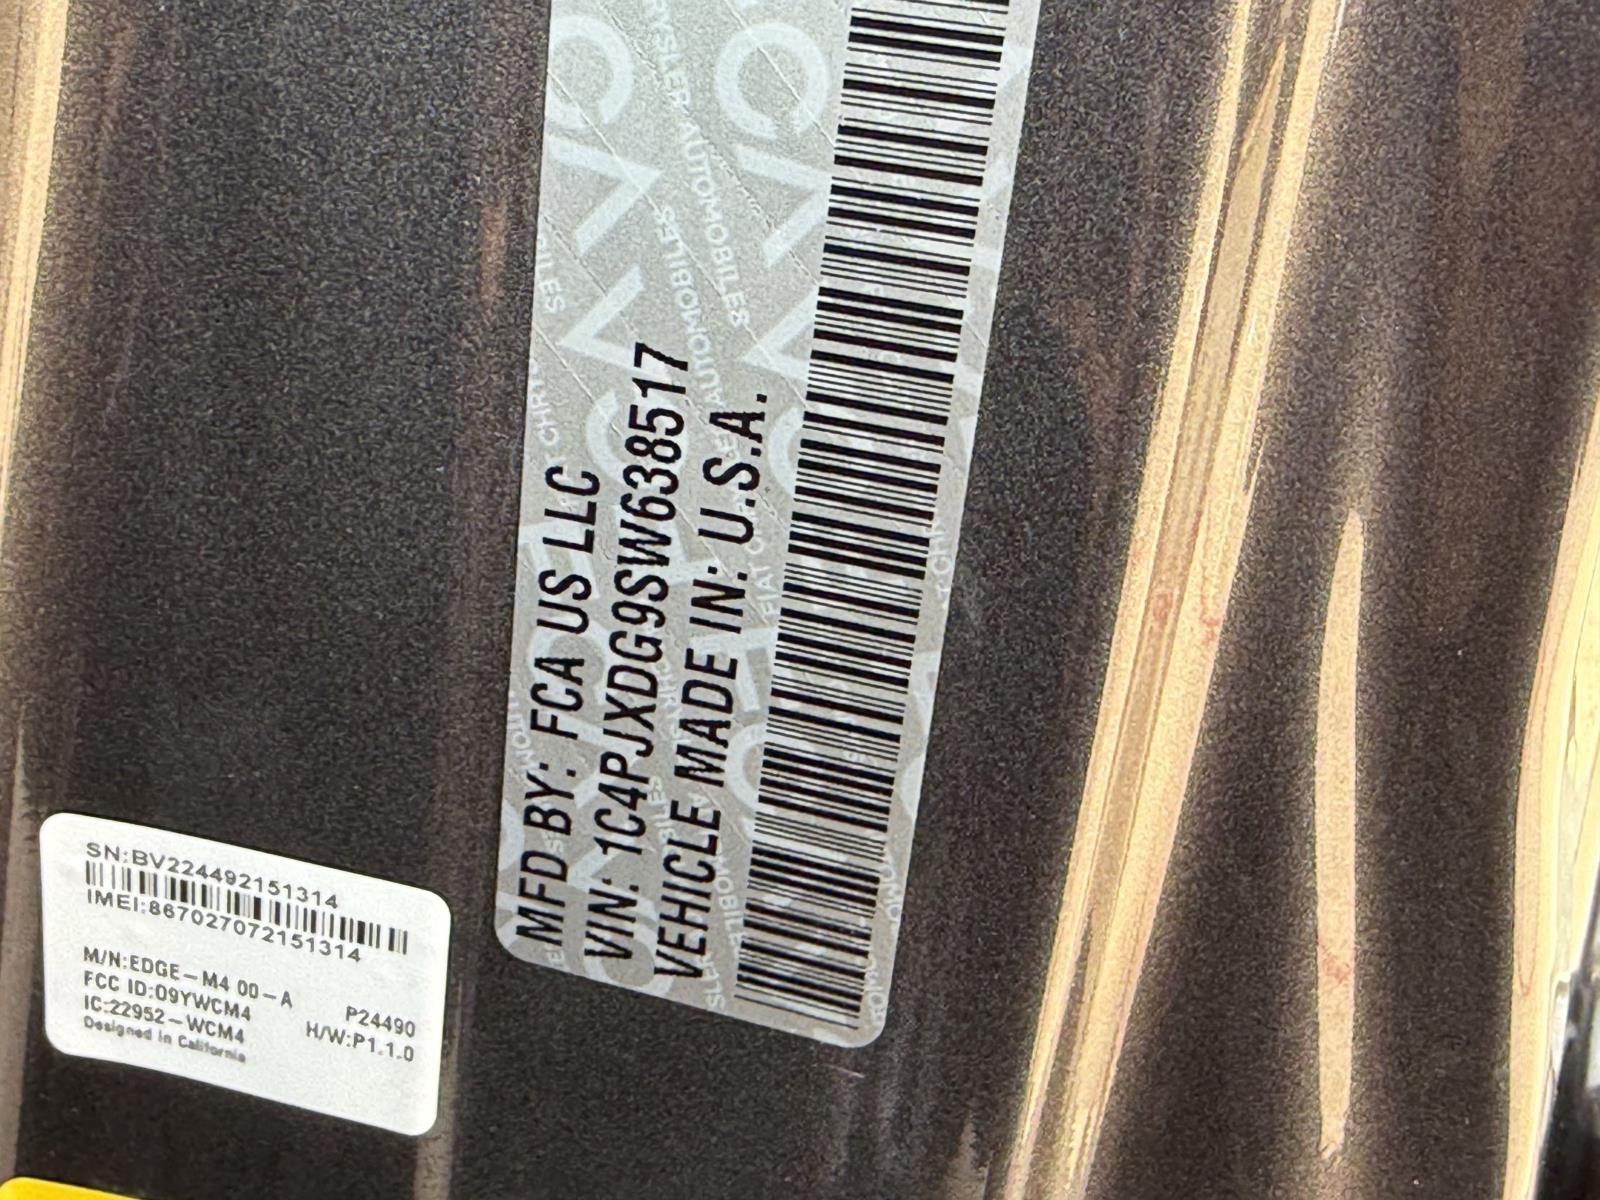 MFD BY: FCA US LLC
VIN: 1C4PJXDG9SW638517
VEHICLE MADE IN: U.S.A.
SN:BV224492151314
IMEI:867027072151314
M/N:EDGE-M4 00-A
FCC ID:09YWCM4
IC:22952-WCM4
Designed in California
P24490
H/W:P1.1.0